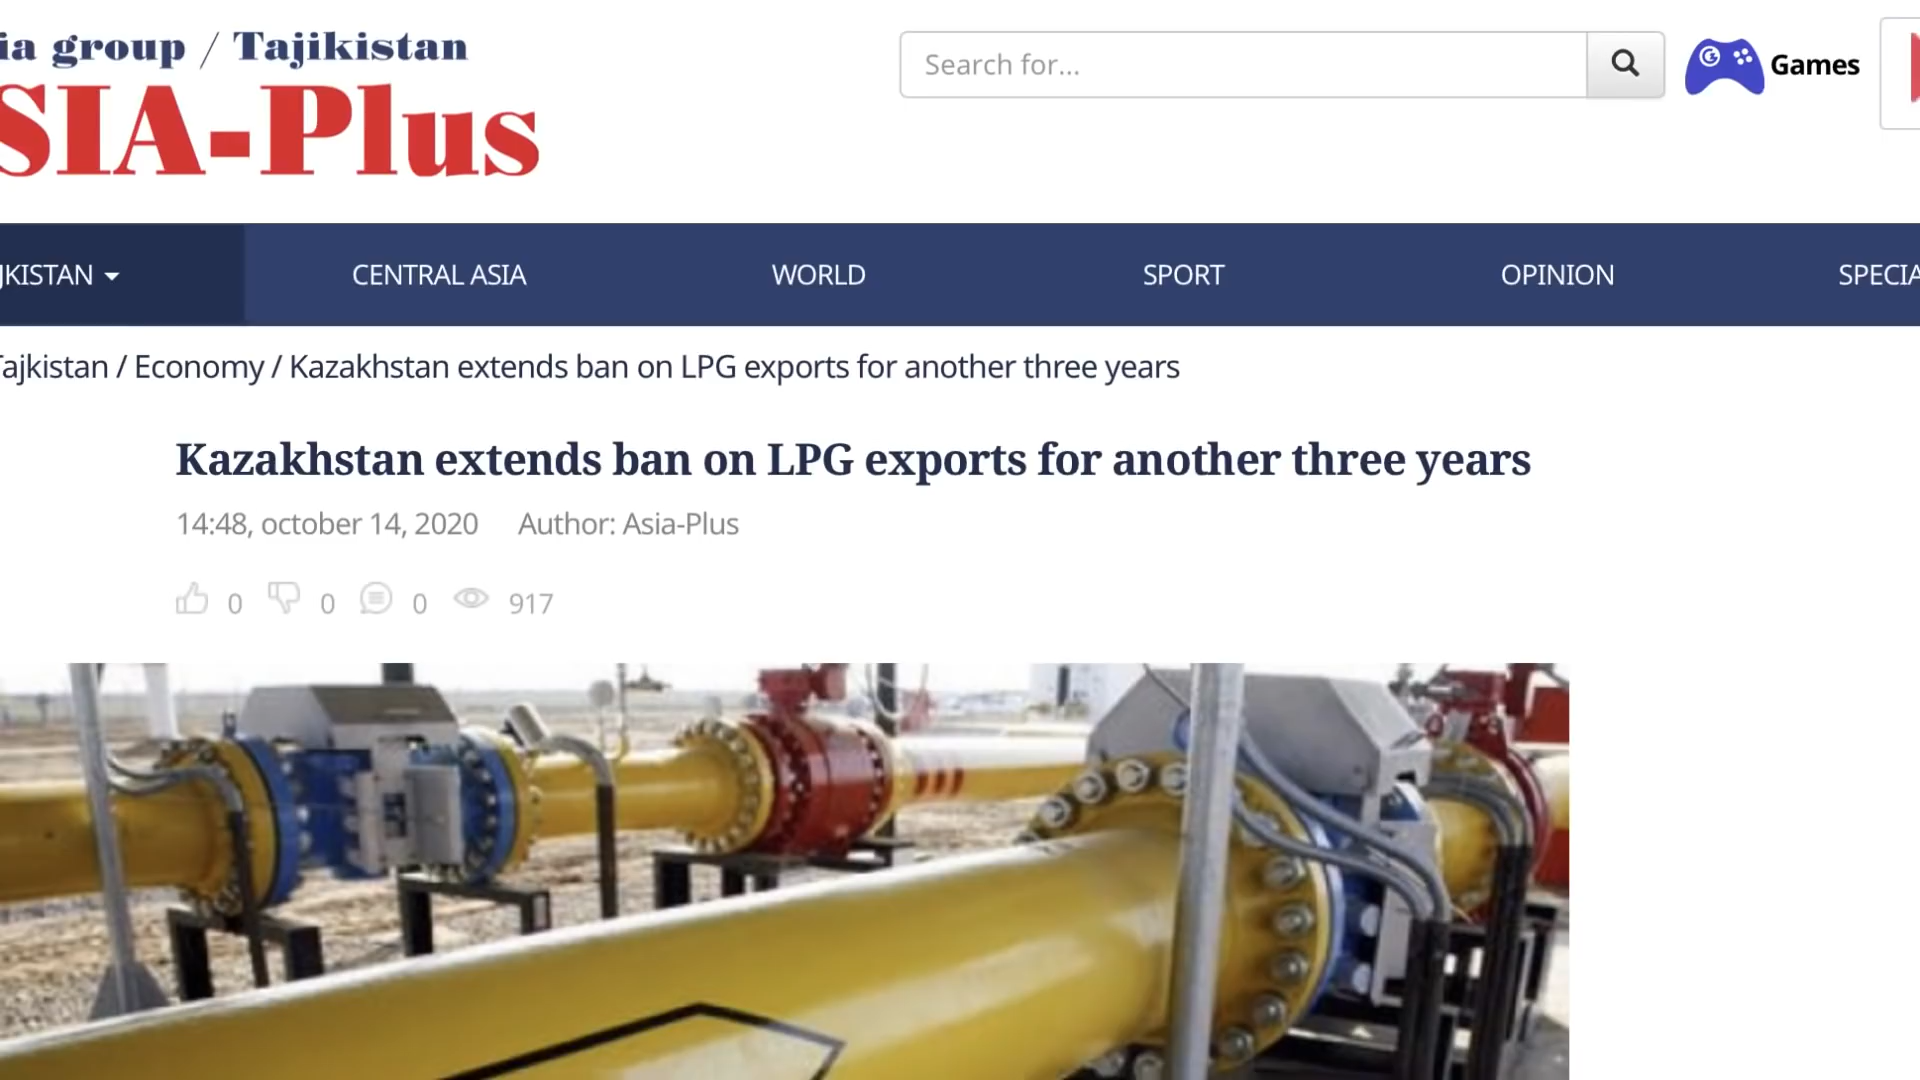 ia group / Tajikistan
SIA-Plus
Search for...
Games
JKISTAN
CENTRAL ASIA
WORLD
SPORT
OPINION
SPECIA
ajkistan / Economy / Kazakhstan extends ban on LPG exports for another three years
Kazakhstan extends ban on LPG exports for another three years
14:48, october 14, 2020 Author: Asia-Plus
0 0 0 917